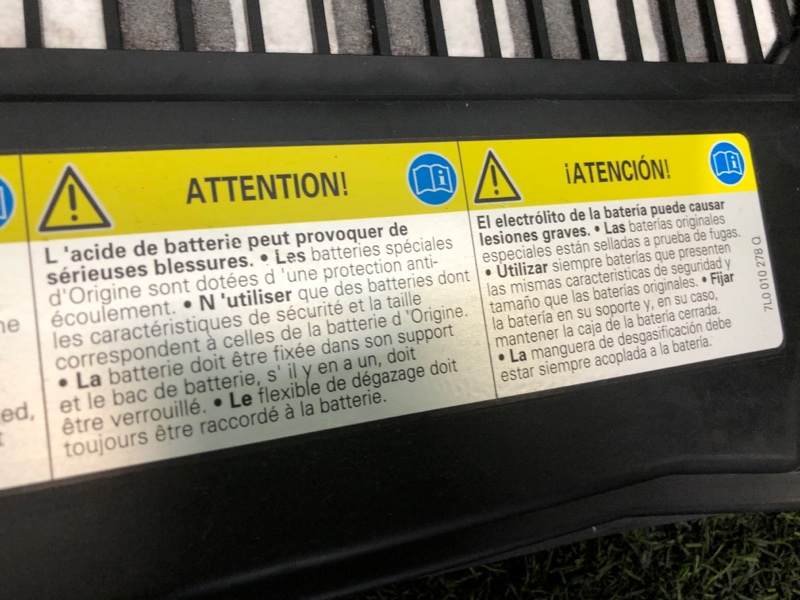 ne
ed,
t
ATTENTION!
L 'acide de batterie peut provoquer de
sérieuses blessures. • Les batteries spéciales
d'Origine sont dotées d 'une protection anti-
écoulement. • N 'utiliser que des batteries dont
les caractéristiques de sécurité et la taille
correspondent à celles de la batterie d 'Origine.
• La batterie doit être fixée dans son support
et le bac de batterie, s' il y en a un, doit
être verrouillé. • Le flexible de dégazage doit
toujours être raccordé à la batterie.
¡ATENCIÓN!
El electrólito de la batería puede causar
lesiones graves. • Las baterías originales
especiales están selladas a prueba de fugas.
• Utilizar siempre baterías que presenten
las mismas características de seguridad y
tamaño que las baterías originales. • Fijar
la batería en su soporte y, en su caso,
mantener la caja de la batería cerrada.
• La manguera de desgasificación debe
estar siempre acoplada a la batería.
7L0 010 278 Q